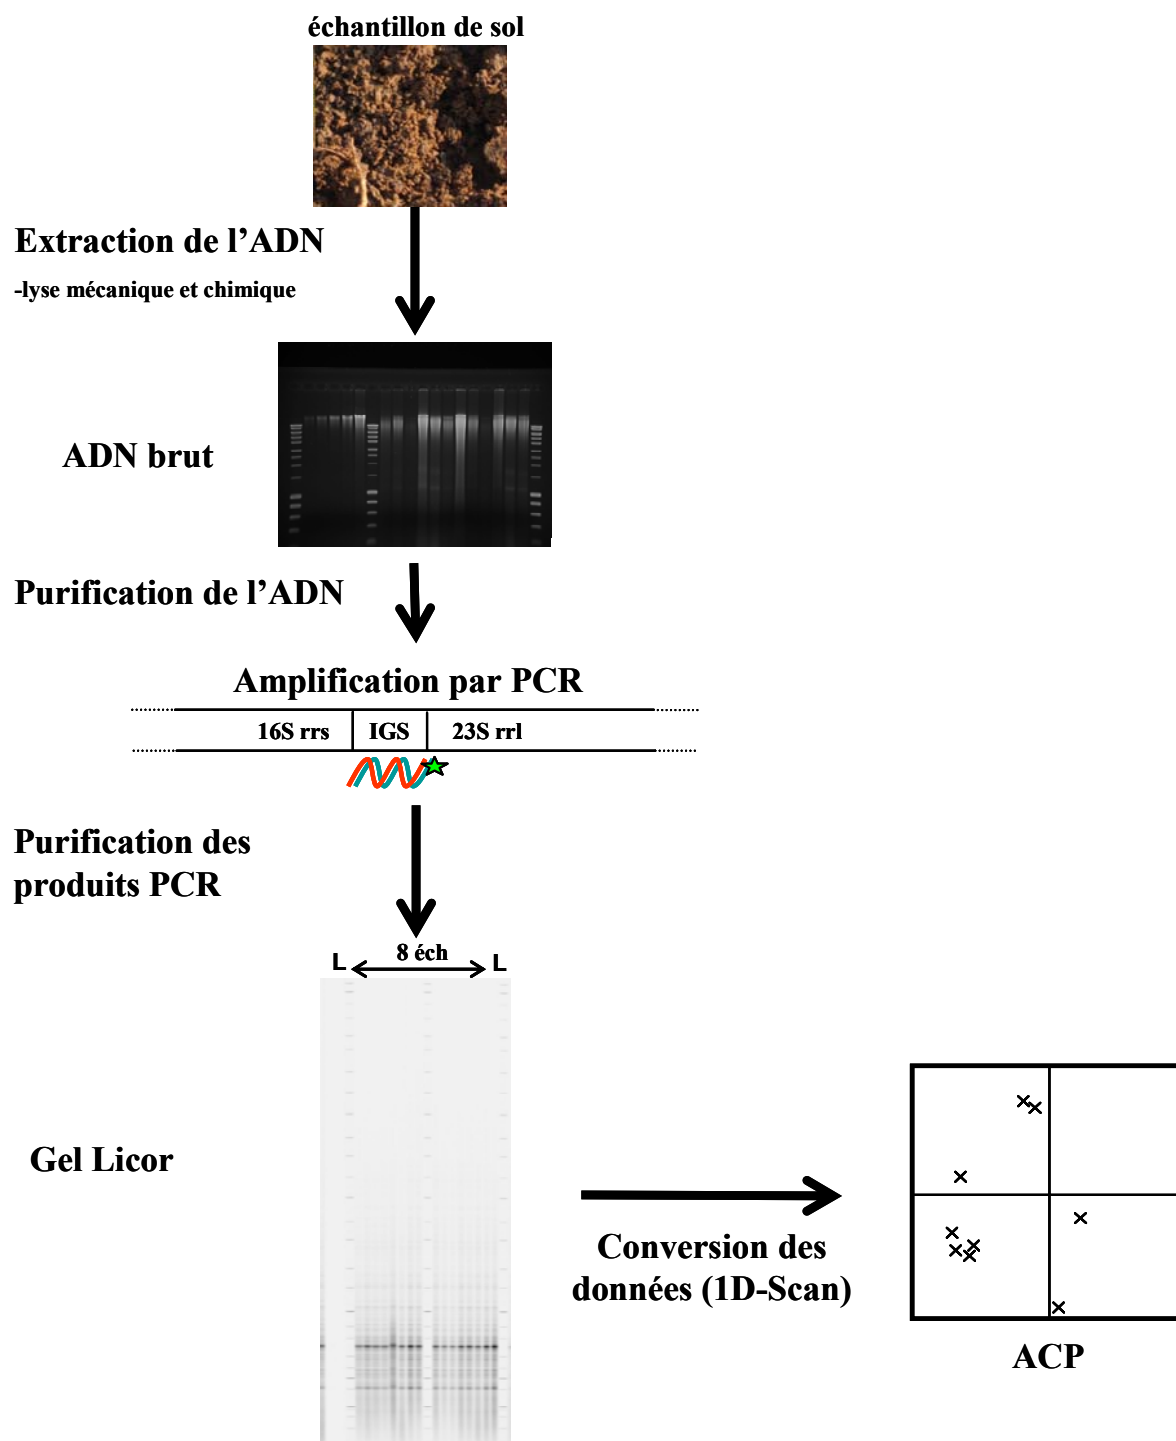 échantillon de sol
Extraction de l’ADN
-lyse mécanique et chimique
ADN brut
Purification de l’ADN
Amplification par PCR
16S rrs IGS 23S rrl
Purification des
produits PCR
L 8 éch L
Gel Licor
Conversion des
données (1D-Scan)
ACP